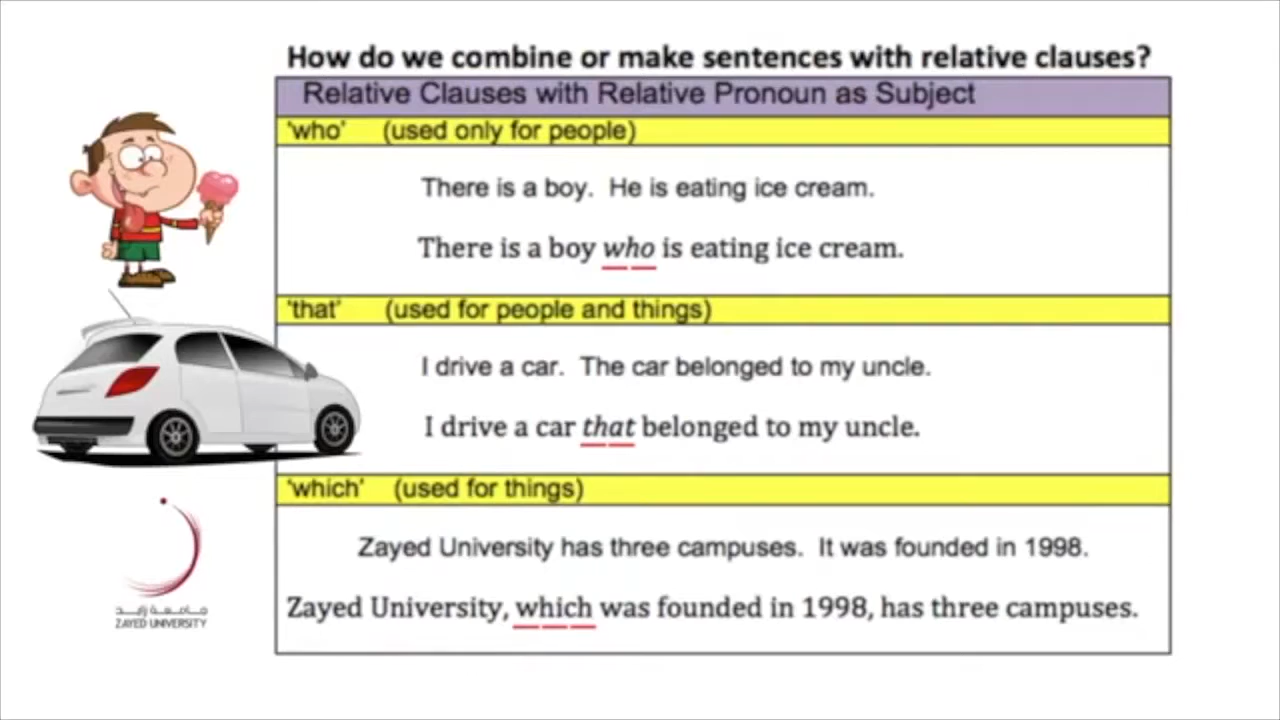 How do we combine or make sentences with relative clauses?
Relative Clauses with Relative Pronoun as Subject
'who' (used only for people)
There is a boy. He is eating ice cream.
There is a boy who is eating ice cream.
'that' (used for people and things)
I drive a car. The car belonged to my uncle.
I drive a car that belonged to my uncle.
'which' (used for things)
Zayed University has three campuses. It was founded in 1998.
Zayed University, which was founded in 1998, has three campuses.
جامعة زايد
ZAYED UNIVERSITY